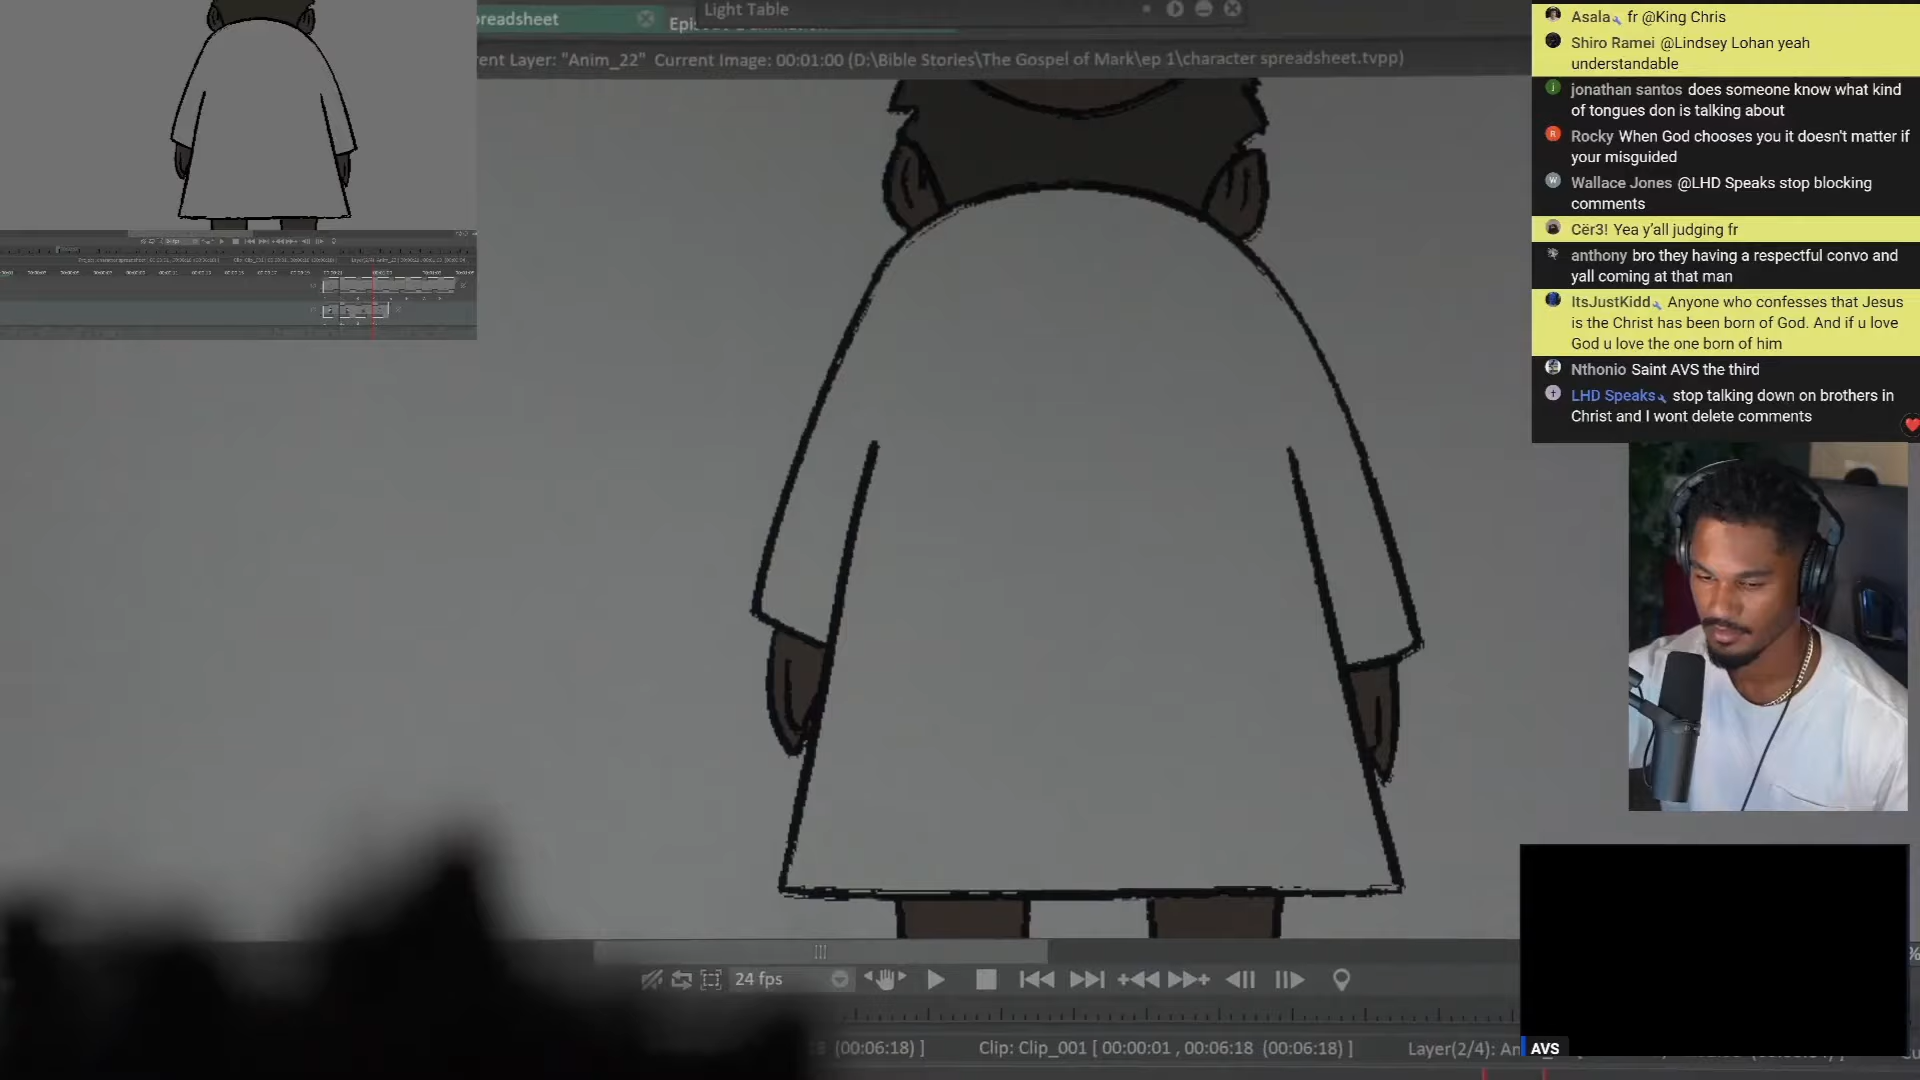 preadsheet
Light Table
rent Layer: "Anim_22" Current Image: 00:01:00 (D:\Bible Stories\The Gospel of Mark\ep 1\character spreadsheet.tvpp)
Asala fr @King Chris
Shiro Ramei @Lindsey Lohan yeah
understandable
jonathan santos does someone know what kind
of tongues don is talking about
Rocky When God chooses you it doesn't matter if
your misguided
Wallace Jones @LHD Speaks stop blocking
comments
Cër3! Yea y'all judging fr
anthony bro they having a respectful convo and
yall coming at that man
ItsJustKidd Anyone who confesses that Jesus
is the Christ has been born of God. And if u love
God u love the one born of him
Nthonio Saint AVS the third
LHD Speaks stop talking down on brothers in
Christ and I wont delete comments
24 fps
(00:06:18) ]
Clip: Clip_001 [ 00:00:01 , 00:06:18 (00:06:18) ]
Layer(2/4): An
AVS